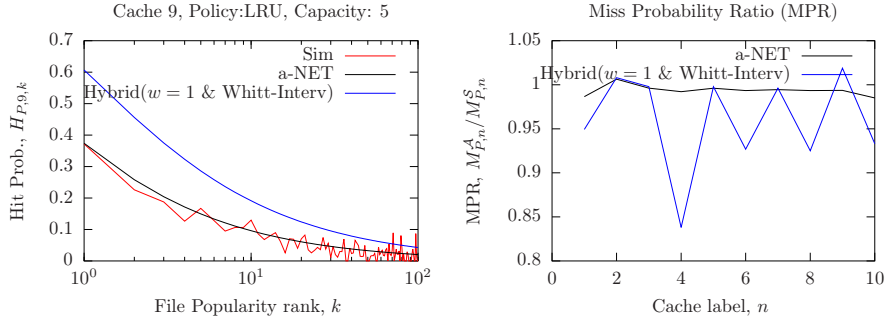 Cache 9, Policy:LRU, Capacity: 5
Hit Prob., H_{P,9,k}
0.7
0.6
0.5
0.4
0.3
0.2
0.1
0
10^0
10^1
10^2
File Popularity rank, k
Sim
a-NET
Hybrid(w = 1 & Whitt-Interv)
Miss Probability Ratio (MPR)
MPR, M^A_{P,n}/M^S_{P,n}
1.05
1
0.95
0.9
0.85
0.8
0
2
4
6
8
10
Cache label, n
a-NET
Hybrid(w = 1 & Whitt-Interv)